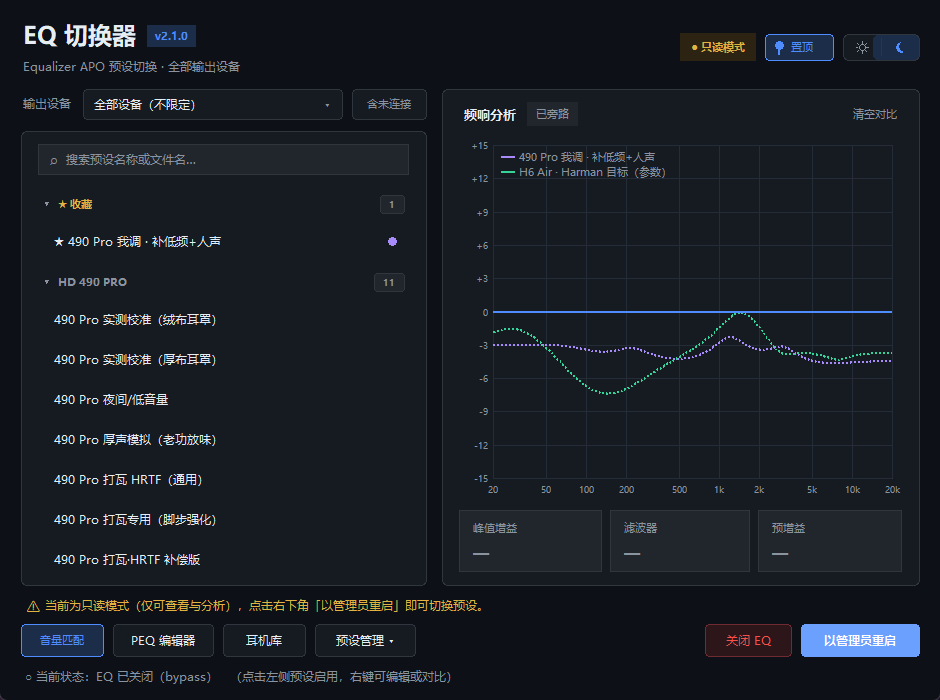 EQ 切换器 v2.1.0
Equalizer APO 预设切换 · 全部输出设备
● 只读模式
置顶
输出设备
全部设备（不限定）
含未连接
搜索预设名称或文件名...
★ 收藏
1
★ 490 Pro 我调 · 补低频+人声
HD 490 PRO
11
490 Pro 实测校准（绒布耳罩）
490 Pro 实测校准（厚布耳罩）
490 Pro 夜间/低音量
490 Pro 厚声模拟（老功放味）
490 Pro 打瓦 HRTF（通用）
490 Pro 打瓦专用（脚步强化）
490 Pro 打瓦·HRTF 补偿版
频响分析
已旁路
清空对比
490 Pro 我调 · 补低频+人声
H6 Air · Harman 目标（参数）
+15
+12
+9
+6
+3
0
-3
-6
-9
-12
-15
20 50 100 200 500 1k 2k 5k 10k 20k
峰值增益
—
滤波器
—
预增益
—
⚠ 当前为只读模式（仅可查看与分析），点击右下角「以管理员重启」即可切换预设。
音量匹配
PEQ 编辑器
耳机库
预设管理
关闭 EQ
以管理员重启
○ 当前状态：EQ 已关闭（bypass）
（点击左侧预设启用，右键可编辑或对比）